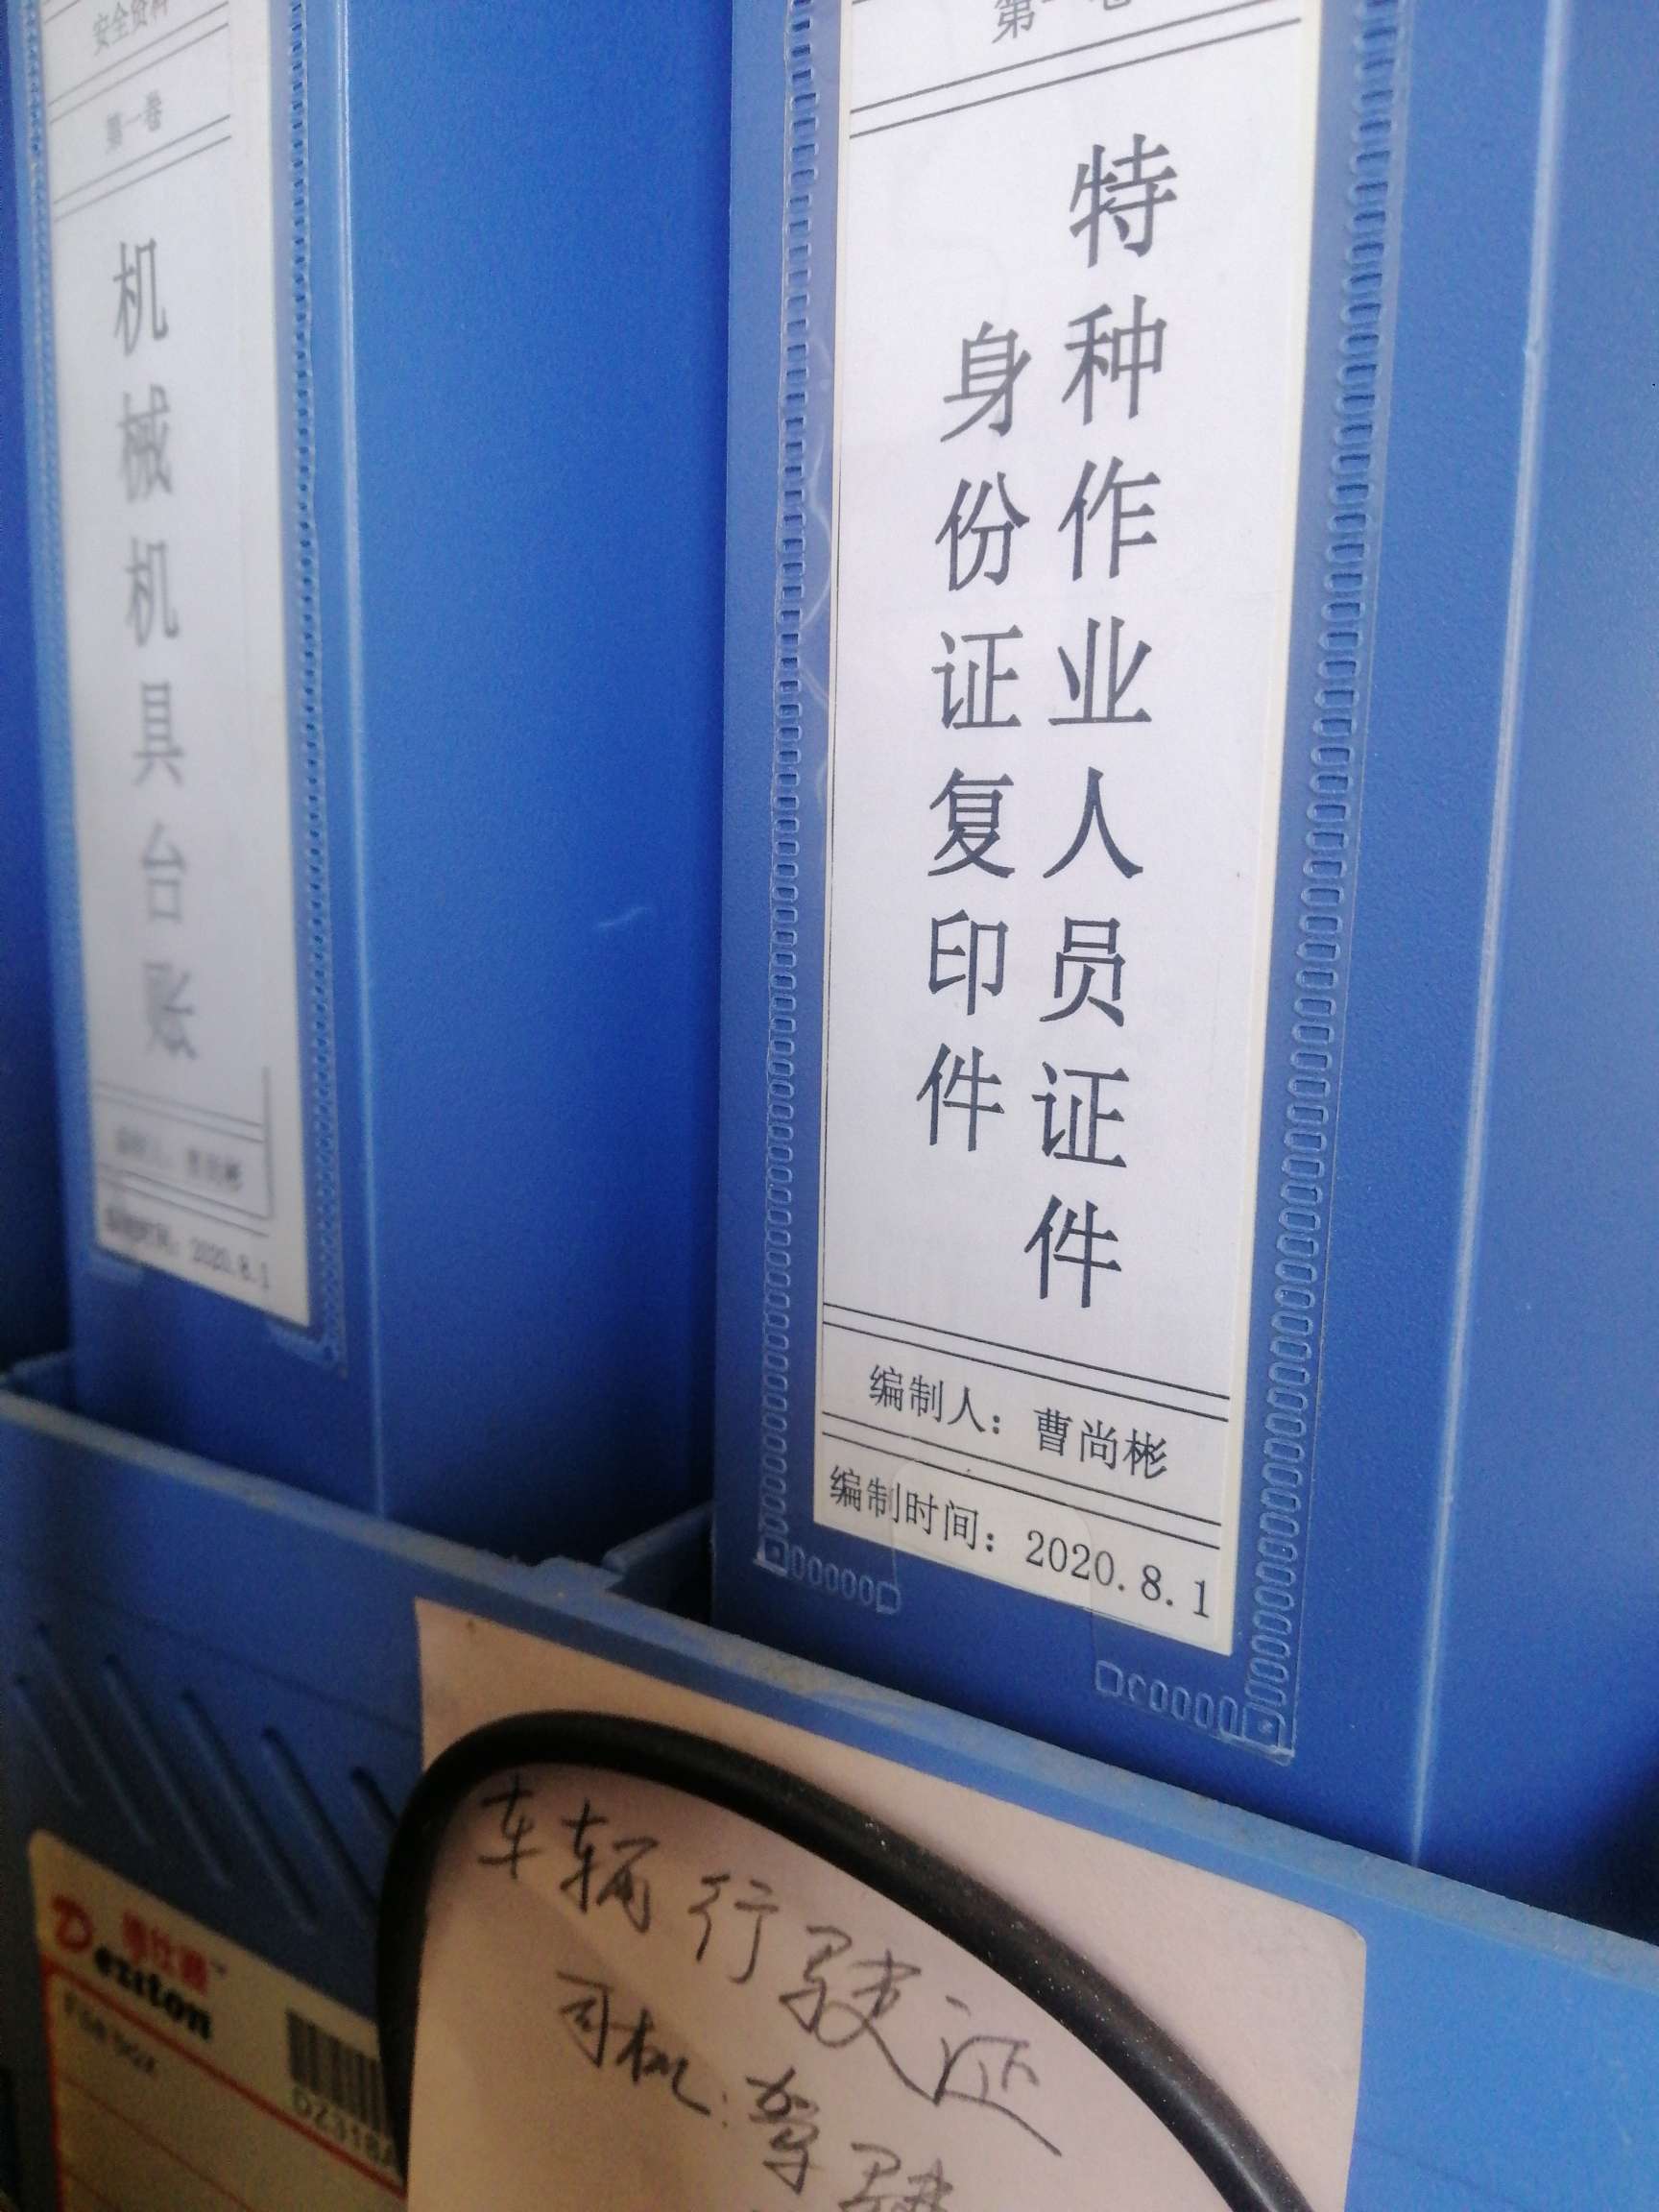 安全资料
第一卷
机械机具台账
编制人：曹尚彬
编制时间：2020.8.1
第一卷
特种作业人员证件
身份证复印件
编制人：曹尚彬
编制时间：2020.8.1
车辆行驶证
司机：驾驶
Deziton
FILE BOX